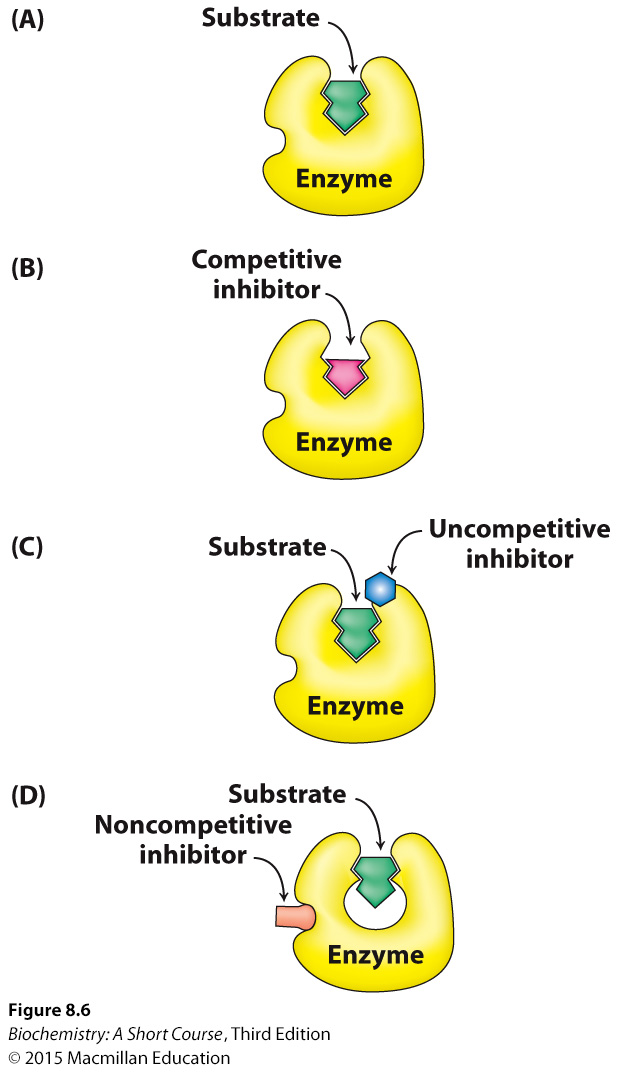 (A)
Substrate
Enzyme
(B)
Competitive
inhibitor
Enzyme
(C)
Substrate
Uncompetitive
inhibitor
Enzyme
(D)
Substrate
Noncompetitive
inhibitor
Enzyme
Figure 8.6
Biochemistry: A Short Course, Third Edition
© 2015 Macmillan Education